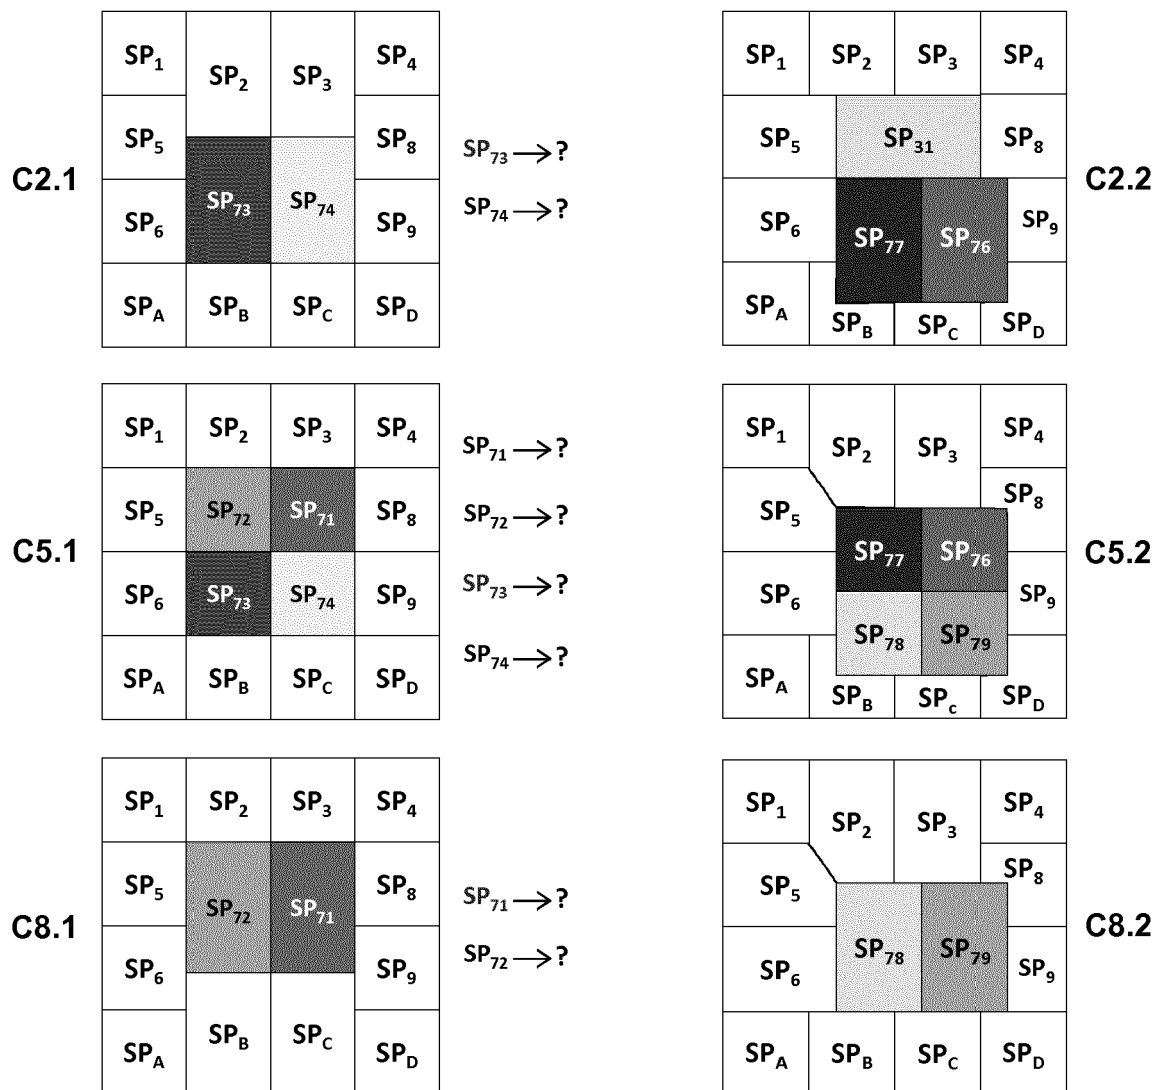 SP1 SP2 SP3 SP4
SP5 SP8
C2.1
SP73 SP74
SP6 SP9
SPA SPB SPC SPD
SP73→?
SP74→?
SP1 SP2 SP3 SP4
SP5 SP31 SP8
C2.2
SP6 SP77 SP76 SP9
SPA SPB SPC SPD
SP1 SP2 SP3 SP4
SP5 SP72 SP71 SP8
C5.1
SP6 SP73 SP74 SP9
SPA SPB SPC SPD
SP71→?
SP72→?
SP73→?
SP74→?
SP1 SP2 SP3 SP4
SP5 SP8
C5.2
SP77 SP76
SP6 SP9
SP78 SP79
SPA SPB SPc SPD
SP1 SP2 SP3 SP4
SP5 SP8
C8.1
SP72 SP71
SP6 SP9
SPA SPB SPC SPD
SP71→?
SP72→?
SP1 SP2 SP3 SP4
SP5 SP8
C8.2
SP6 SP78 SP79 SP9
SPA SPB SPC SPD